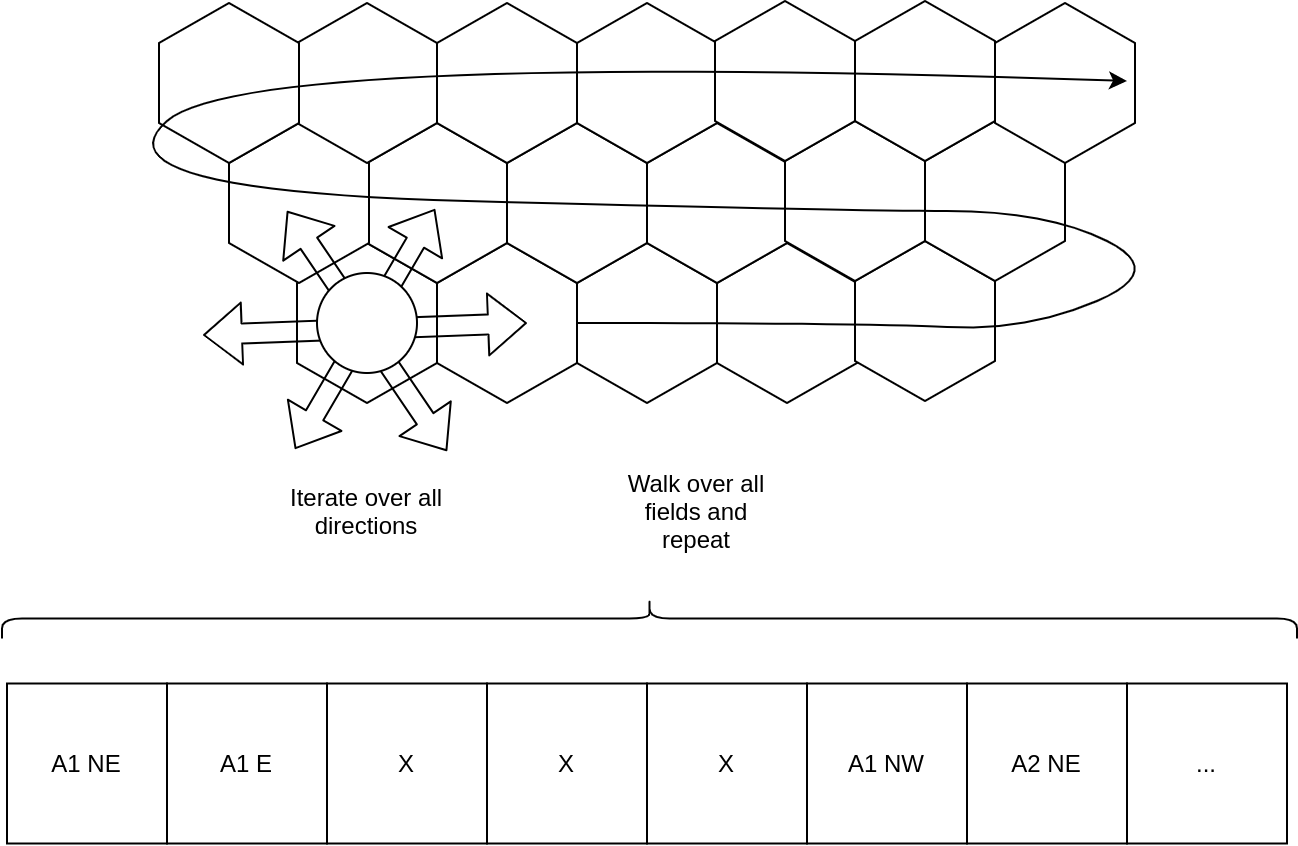 Iterate over all
directions
Walk over all
fields and
repeat
A1 NE
A1 E
X
X
X
A1 NW
A2 NE
...